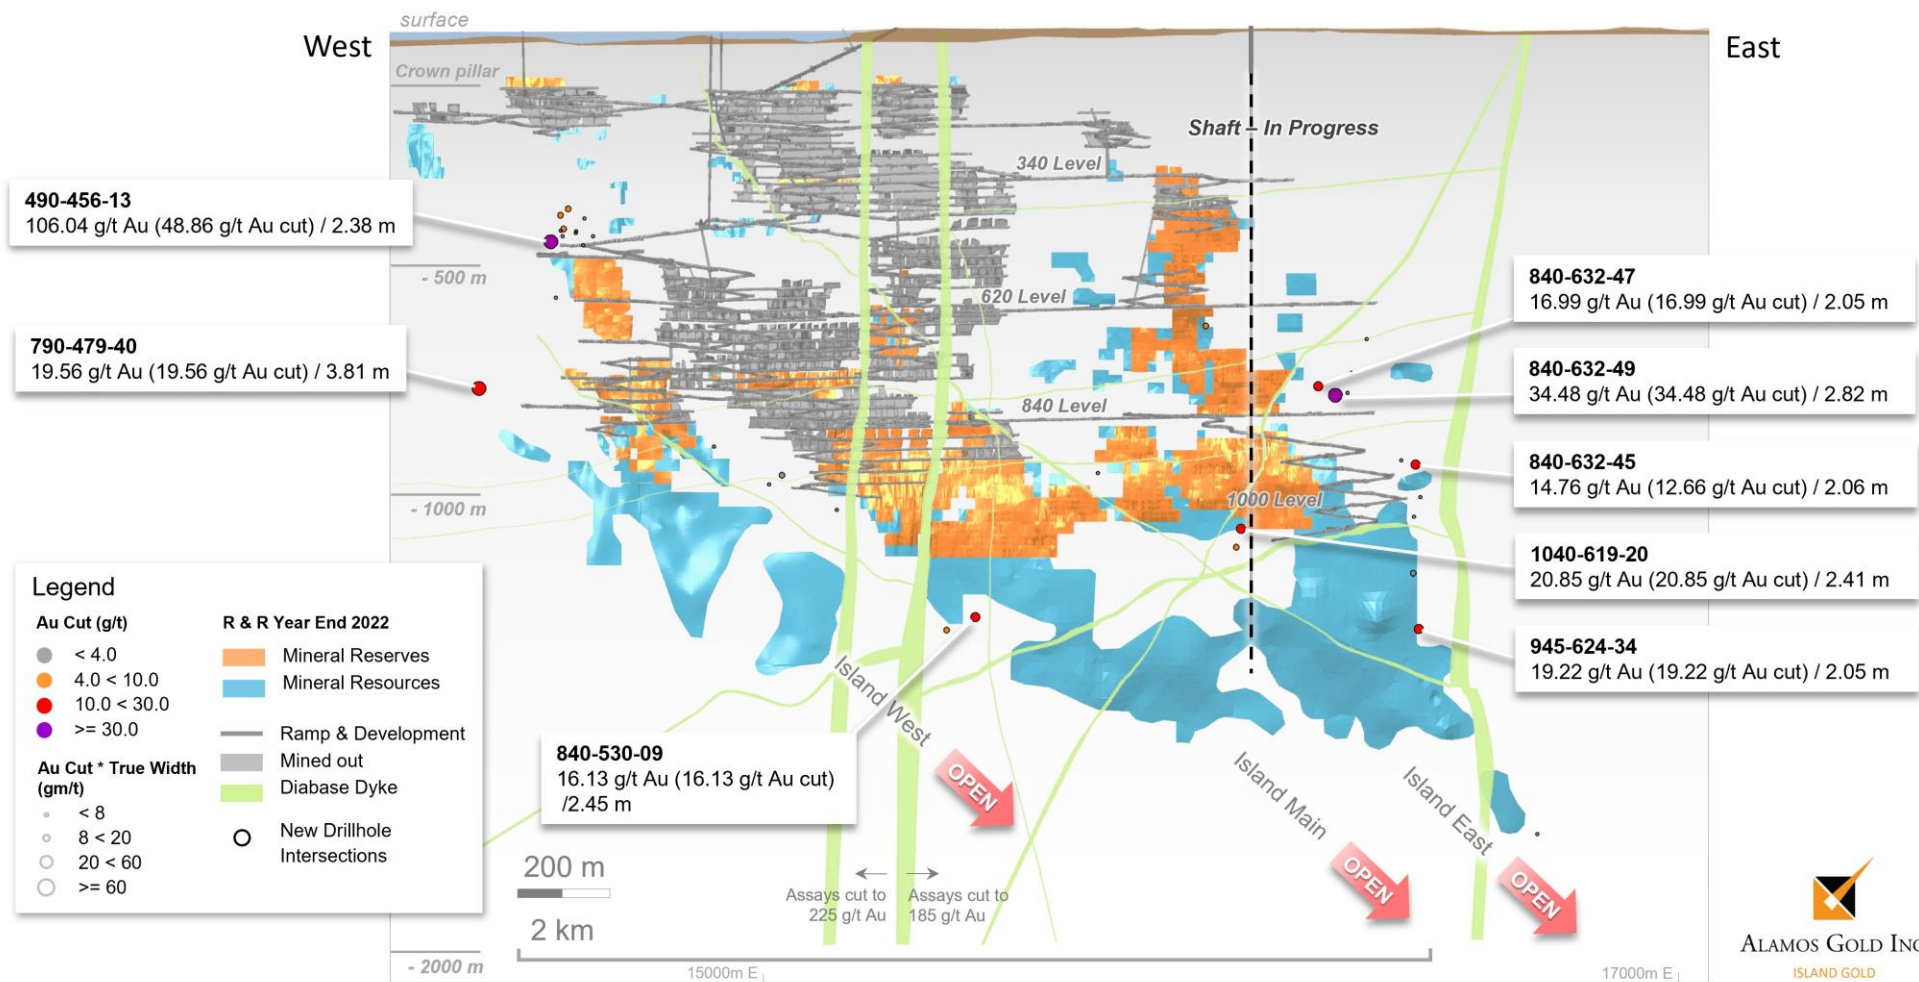 surface
West
East
Crown pillar
Shaft – In Progress
340 Level
490-456-13
106.04 g/t Au (48.86 g/t Au cut) / 2.38 m
- 500 m
620 Level
840-632-47
16.99 g/t Au (16.99 g/t Au cut) / 2.05 m
790-479-40
19.56 g/t Au (19.56 g/t Au cut) / 3.81 m
840-632-49
34.48 g/t Au (34.48 g/t Au cut) / 2.82 m
840 Level
840-632-45
14.76 g/t Au (12.66 g/t Au cut) / 2.06 m
- 1000 m
1000 Level
1040-619-20
20.85 g/t Au (20.85 g/t Au cut) / 2.41 m
945-624-34
19.22 g/t Au (19.22 g/t Au cut) / 2.05 m
Legend
Au Cut (g/t)
< 4.0
4.0 < 10.0
10.0 < 30.0
>= 30.0
Au Cut * True Width
(gm/t)
< 8
8 < 20
20 < 60
>= 60
R & R Year End 2022
Mineral Reserves
Mineral Resources
Ramp & Development
Mined out
Diabase Dyke
New Drillhole
Intersections
840-530-09
16.13 g/t Au (16.13 g/t Au cut)
/2.45 m
Island West
OPEN
Island Main
OPEN
Island East
OPEN
200 m
Assays cut to
225 g/t Au
Assays cut to
185 g/t Au
2 km
- 2000 m
15000m E
17000m E
ALAMOS GOLD INC
ISLAND GOLD